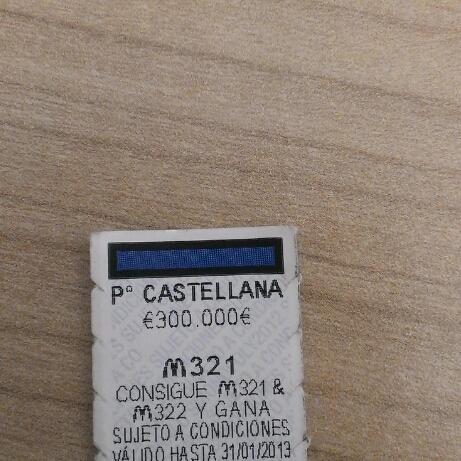 Pº CASTELLANA
€300.000€
M321
CONSIGUE M321 &
M322 Y GANA
SUJETO A CONDICIONES
VÁLIDO HASTA 31/01/2013